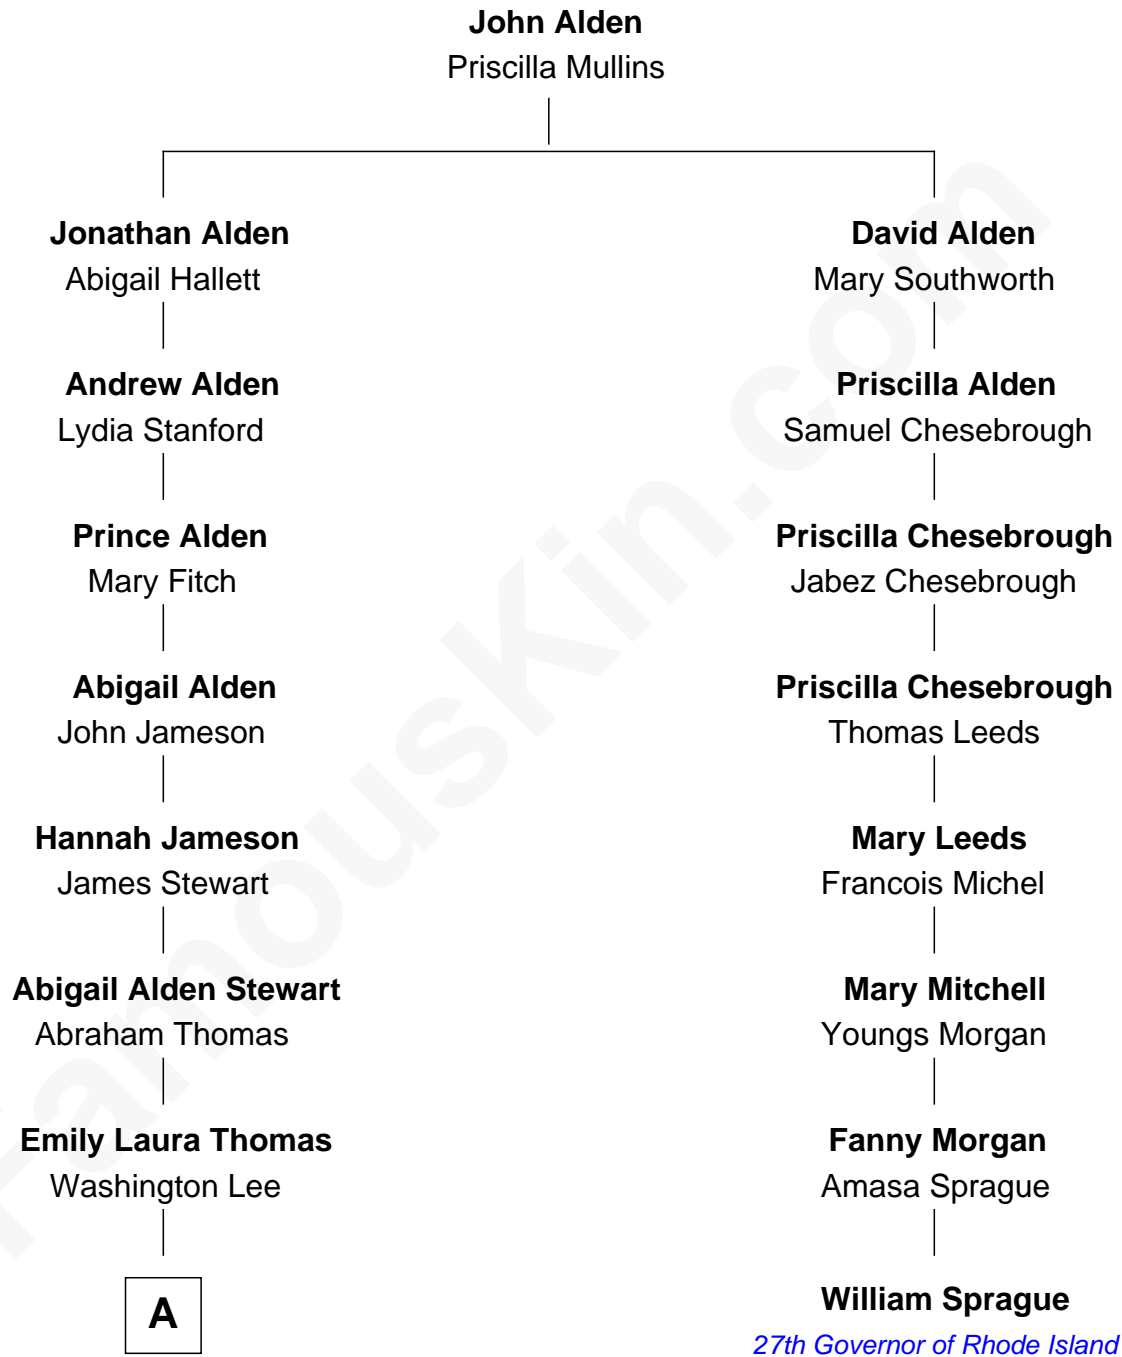 John Alden
Priscilla Mullins
Jonathan Alden
Abigail Hallett
Andrew Alden
Lydia Stanford
Prince Alden
Mary Fitch
Abigail Alden
John Jameson
Hannah Jameson
James Stewart
Abigail Alden Stewart
Abraham Thomas
Emily Laura Thomas
Washington Lee
A
David Alden
Mary Southworth
Priscilla Alden
Samuel Chesebrough
Priscilla Chesebrough
Jabez Chesebrough
Priscilla Chesebrough
Thomas Leeds
Mary Leeds
Francois Michel
Mary Mitchell
Youngs Morgan
Fanny Morgan
Amasa Sprague
William Sprague
27th Governor of Rhode Island
FamousKin.com